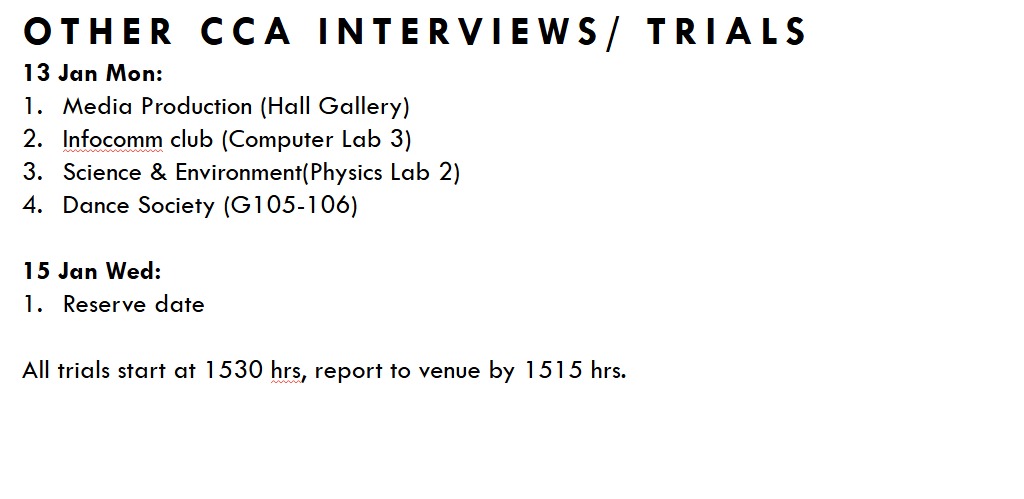 OTHER CCA INTERVIEWS/ TRIALS
13 Jan Mon:
1. Media Production (Hall Gallery)
2. Infocomm club (Computer Lab 3)
3. Science & Environment(Physics Lab 2)
4. Dance Society (G105-106)
15 Jan Wed:
1. Reserve date
All trials start at 1530 hrs, report to venue by 1515 hrs.